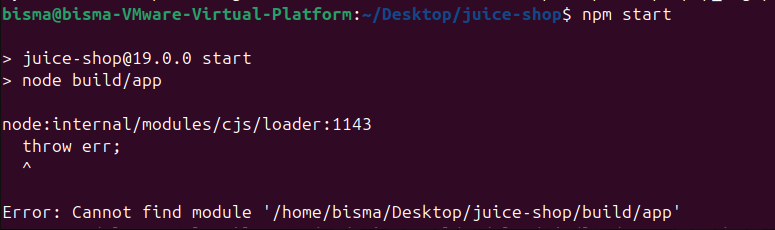 bisma@bisma-VMware-Virtual-Platform:~/Desktop/juice-shop$ npm start
> juice-shop@19.0.0 start
> node build/app
node:internal/modules/cjs/loader:1143
  throw err;
  ^
Error: Cannot find module '/home/bisma/Desktop/juice-shop/build/app'